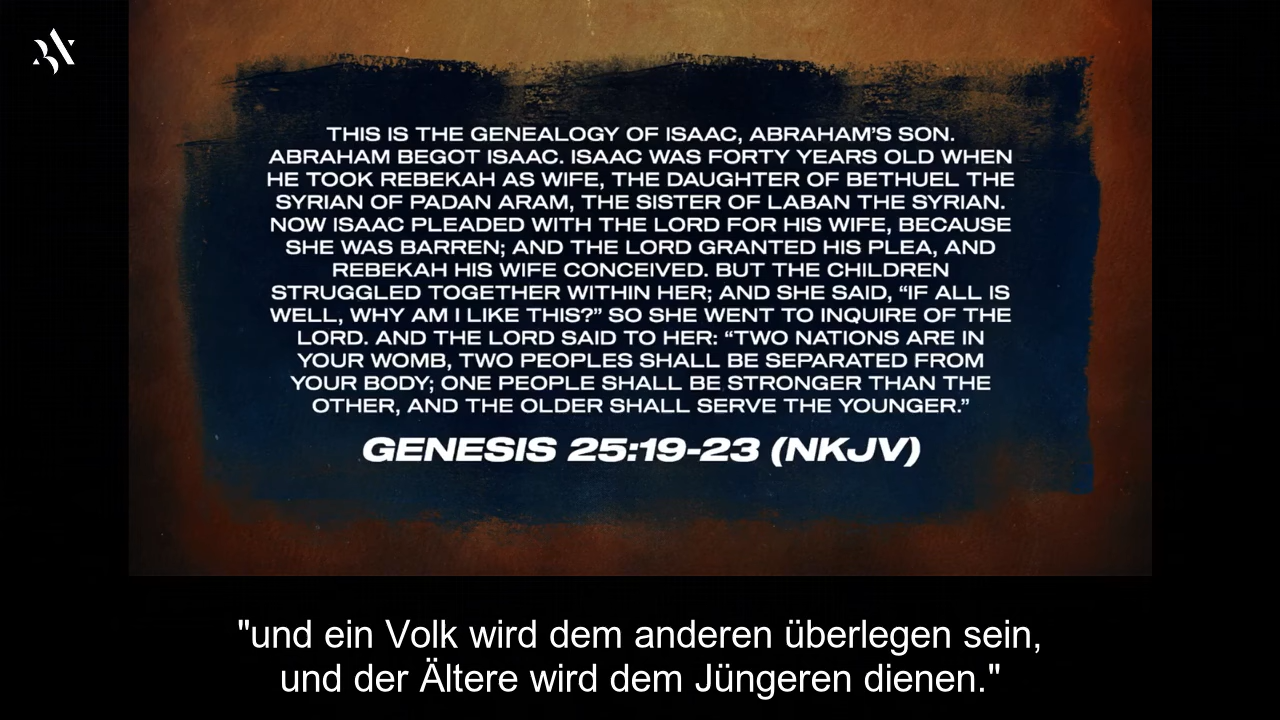 THIS IS THE GENEALOGY OF ISAAC, ABRAHAM’S SON.
ABRAHAM BEGOT ISAAC. ISAAC WAS FORTY YEARS OLD WHEN
HE TOOK REBEKAH AS WIFE, THE DAUGHTER OF BETHUEL THE
SYRIAN OF PADAN ARAM, THE SISTER OF LABAN THE SYRIAN.
NOW ISAAC PLEADED WITH THE LORD FOR HIS WIFE, BECAUSE
SHE WAS BARREN; AND THE LORD GRANTED HIS PLEA, AND
REBEKAH HIS WIFE CONCEIVED. BUT THE CHILDREN
STRUGGLED TOGETHER WITHIN HER; AND SHE SAID, “IF ALL IS
WELL, WHY AM I LIKE THIS?” SO SHE WENT TO INQUIRE OF THE
LORD. AND THE LORD SAID TO HER: “TWO NATIONS ARE IN
YOUR WOMB, TWO PEOPLES SHALL BE SEPARATED FROM
YOUR BODY; ONE PEOPLE SHALL BE STRONGER THAN THE
OTHER, AND THE OLDER SHALL SERVE THE YOUNGER.”
GENESIS 25:19-23 (NKJV)
"und ein Volk wird dem anderen überlegen sein,
und der Ältere wird dem Jüngeren dienen."